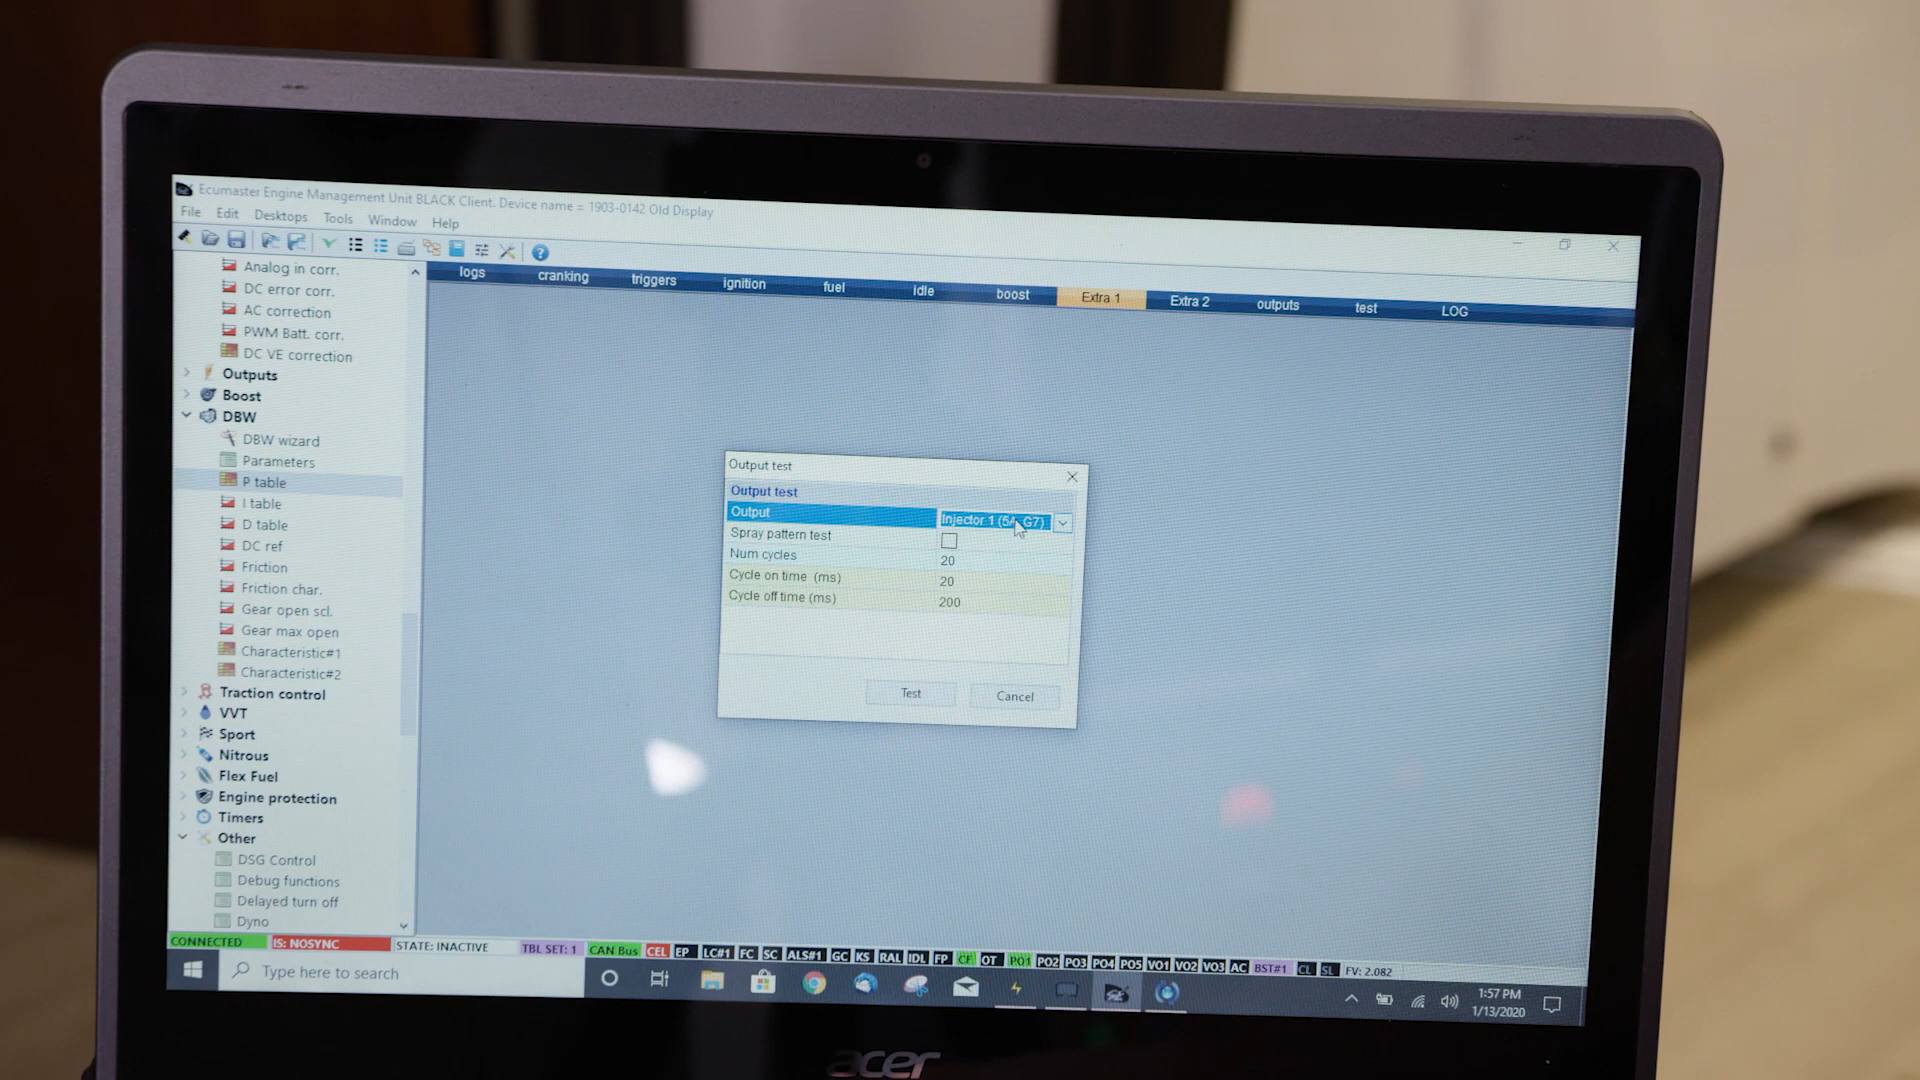 Ecumaster Engine Management Unit BLACK Client. Device name = 1903-0142 Old Display
File Edit Desktops Tools Window Help
logs cranking triggers ignition fuel idle boost Extra 1 Extra 2 outputs test LOG
Analog in corr.
DC error corr.
AC correction
PWM Batt. corr.
DC VE correction
Outputs
Boost
DBW
DBW wizard
Parameters
P table
I table
D table
DC ref
Friction
Friction char.
Gear open scl.
Gear max open
Characteristic#1
Characteristic#2
Traction control
VVT
Sport
Nitrous
Flex Fuel
Engine protection
Timers
Other
DSG Control
Debug functions
Delayed turn off
Dyno
Output test
Output test
Output Injector 1 (5A, G7)
Spray pattern test
Num cycles 20
Cycle on time (ms) 20
Cycle off time (ms) 200
Test Cancel
CONNECTED IS: NOSYNC STATE: INACTIVE TBL SET: 1 CAN Bus CEL EP LC#1 FC SC ALS#1 GC KS RAL IDL FP CF OT PO1 PO2 PO3 PO4 PO5 VO1 VO2 VO3 AC BST#1 CL SL FV: 2.082
Type here to search
1:57 PM
1/13/2020
acer